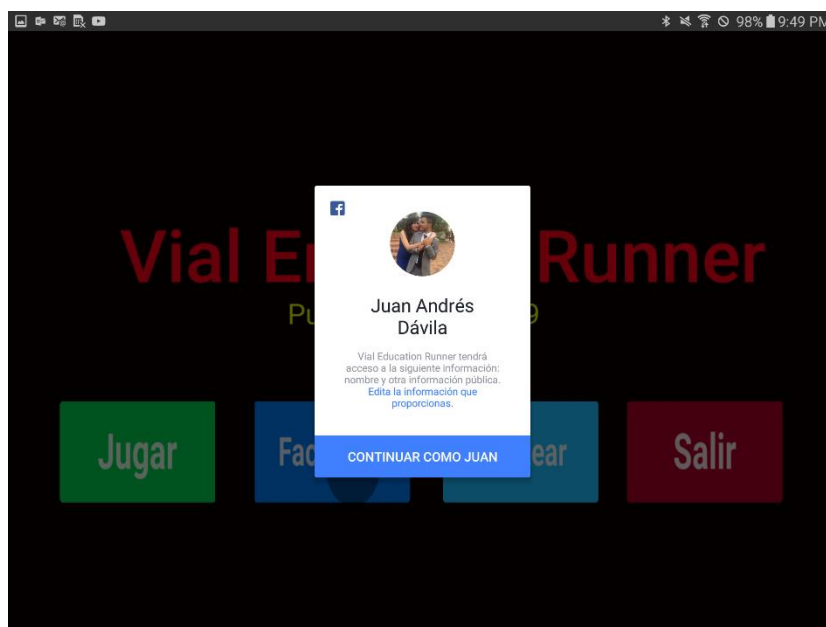 98% 9:49 PM
Vial E Runner
Pu 9
Juan Andrés
Dávila
Vial Education Runner tendrá
acceso a la siguiente información:
nombre y otra información pública.
Edita la información que
proporcionas.
Jugar Fac ear Salir
CONTINUAR COMO JUAN